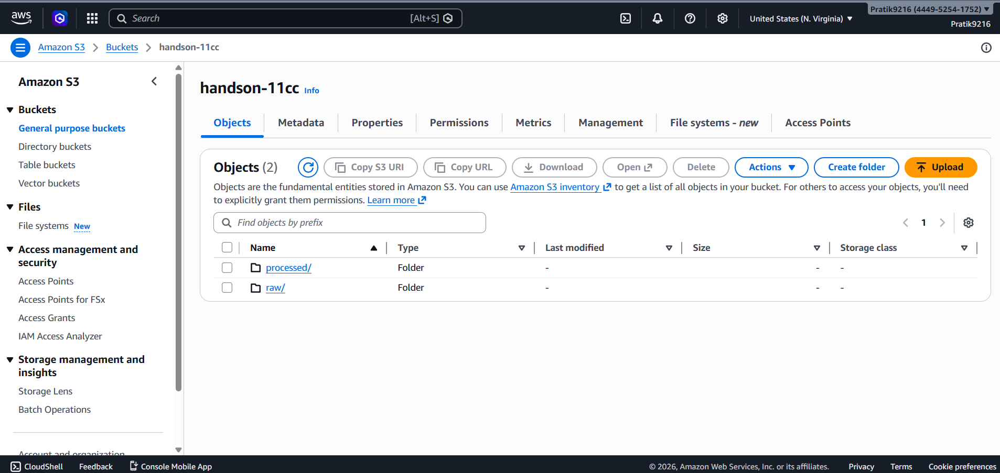 aws
Search
[Alt+S]
United States (N. Virginia)
Pratik9216 (4449-5254-1752)
Pratik9216
Amazon S3
Buckets
handson-11cc
Amazon S3
Buckets
General purpose buckets
Directory buckets
Table buckets
Vector buckets
Files
File systems New
Access management and
security
Access Points
Access Points for FSx
Access Grants
IAM Access Analyzer
Storage management and
insights
Storage Lens
Batch Operations
Account and organization
handson-11cc Info
Objects Metadata Properties Permissions Metrics Management File systems - new Access Points
Objects (2) Copy S3 URI Copy URL Download Open Delete Actions Create folder Upload
Objects are the fundamental entities stored in Amazon S3. You can use Amazon S3 inventory to get a list of all objects in your bucket. For others to access your objects, you'll need
to explicitly grant them permissions. Learn more
Find objects by prefix
1
Name Type Last modified Size Storage class
processed/ Folder - - -
raw/ Folder - - -
CloudShell Feedback Console Mobile App © 2026, Amazon Web Services, Inc. or its affiliates. Privacy Terms Cookie preferences